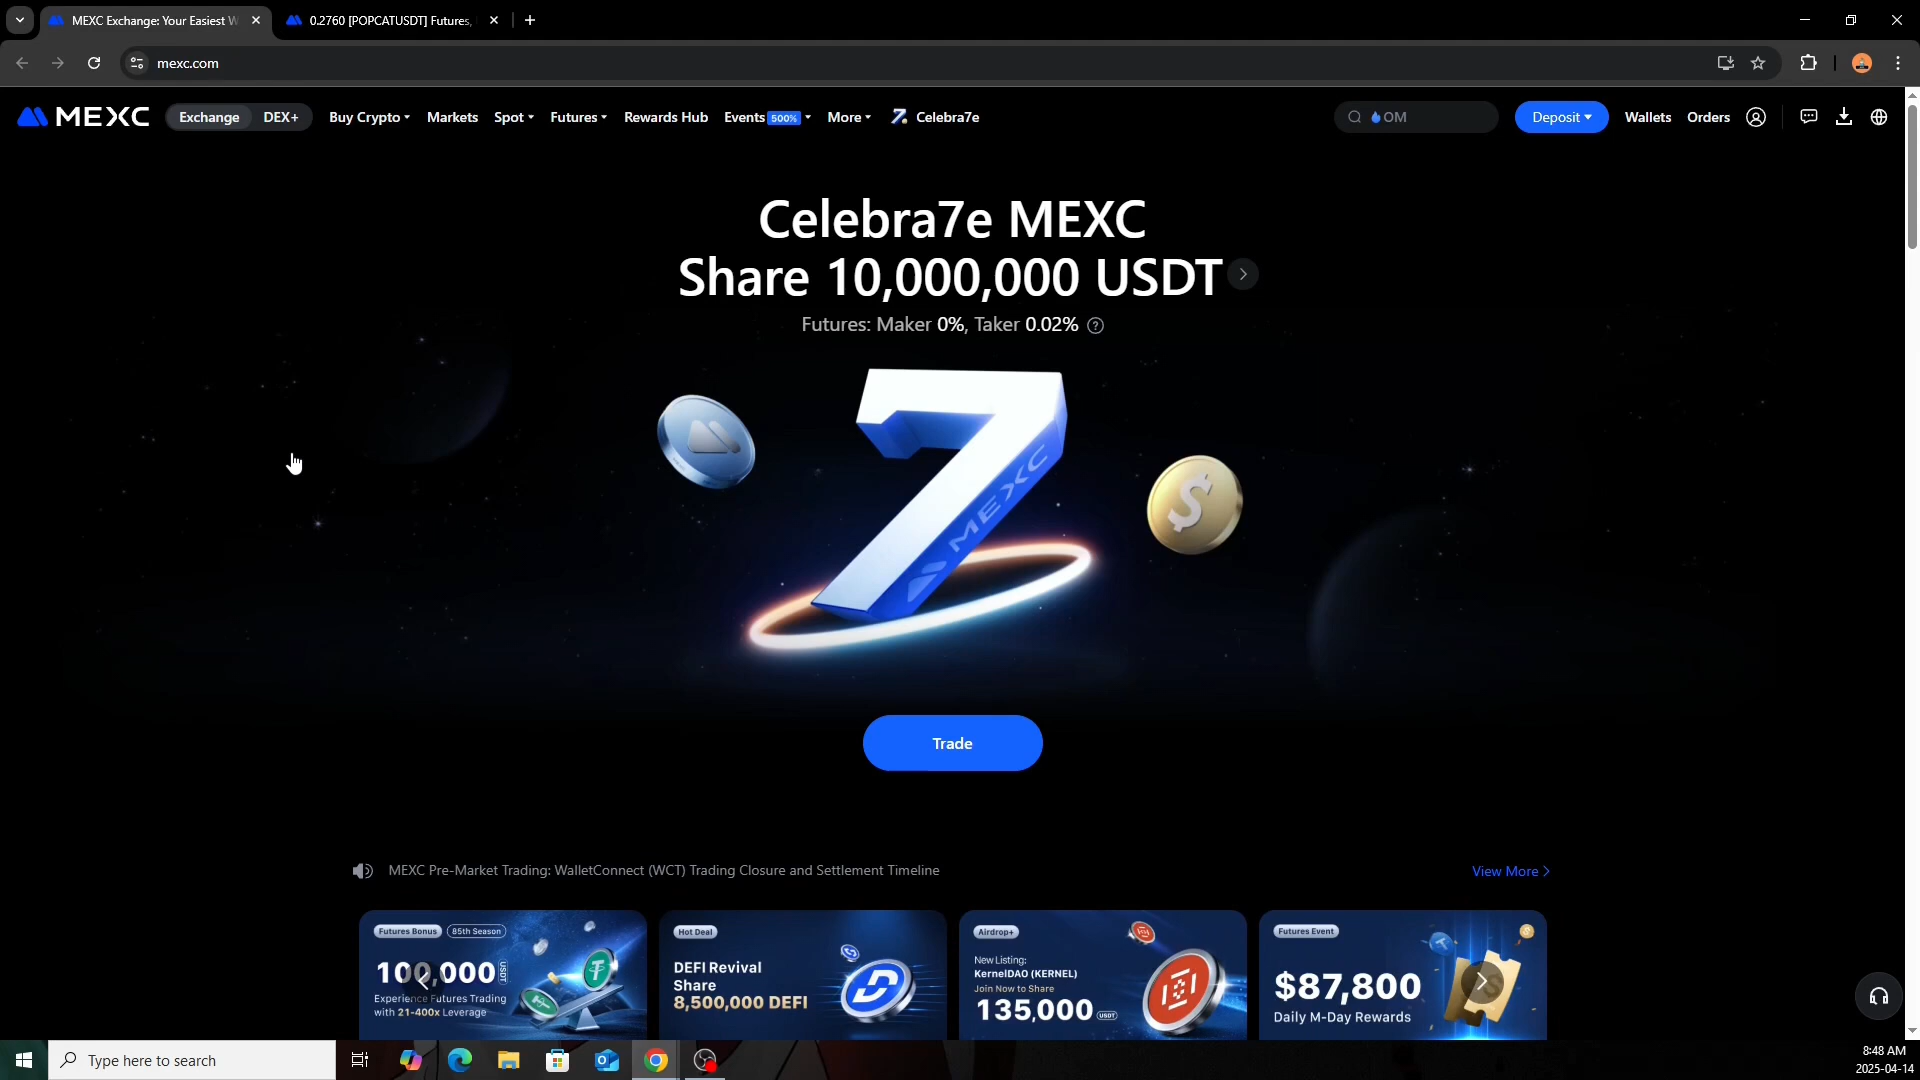 MEXC Exchange: Your Easiest W
0.2760 [POPCATUSDT] Futures,
mexc.com
MEXC
Exchange
DEX+
Buy Crypto
Markets
Spot
Futures
Rewards Hub
Events 500%
More
Celebra7e
OM
Deposit
Wallets
Orders
Celebra7e MEXC
Share 10,000,000 USDT
Futures: Maker 0%, Taker 0.02%
MEXC
Trade
MEXC Pre-Market Trading: WalletConnect (WCT) Trading Closure and Settlement Timeline
View More
Futures Bonus
85th Season
100,000 USDT
Experience Futures Trading
with 21-400x Leverage
Hot Deal
DEFI Revival
Share
8,500,000 DEFI
Airdrop+
New Listing:
KernelDAO (KERNEL)
Join Now to Share
135,000 USDT
Futures Event
$87,800
Daily M-Day Rewards
Type here to search
8:48 AM
2025-04-14